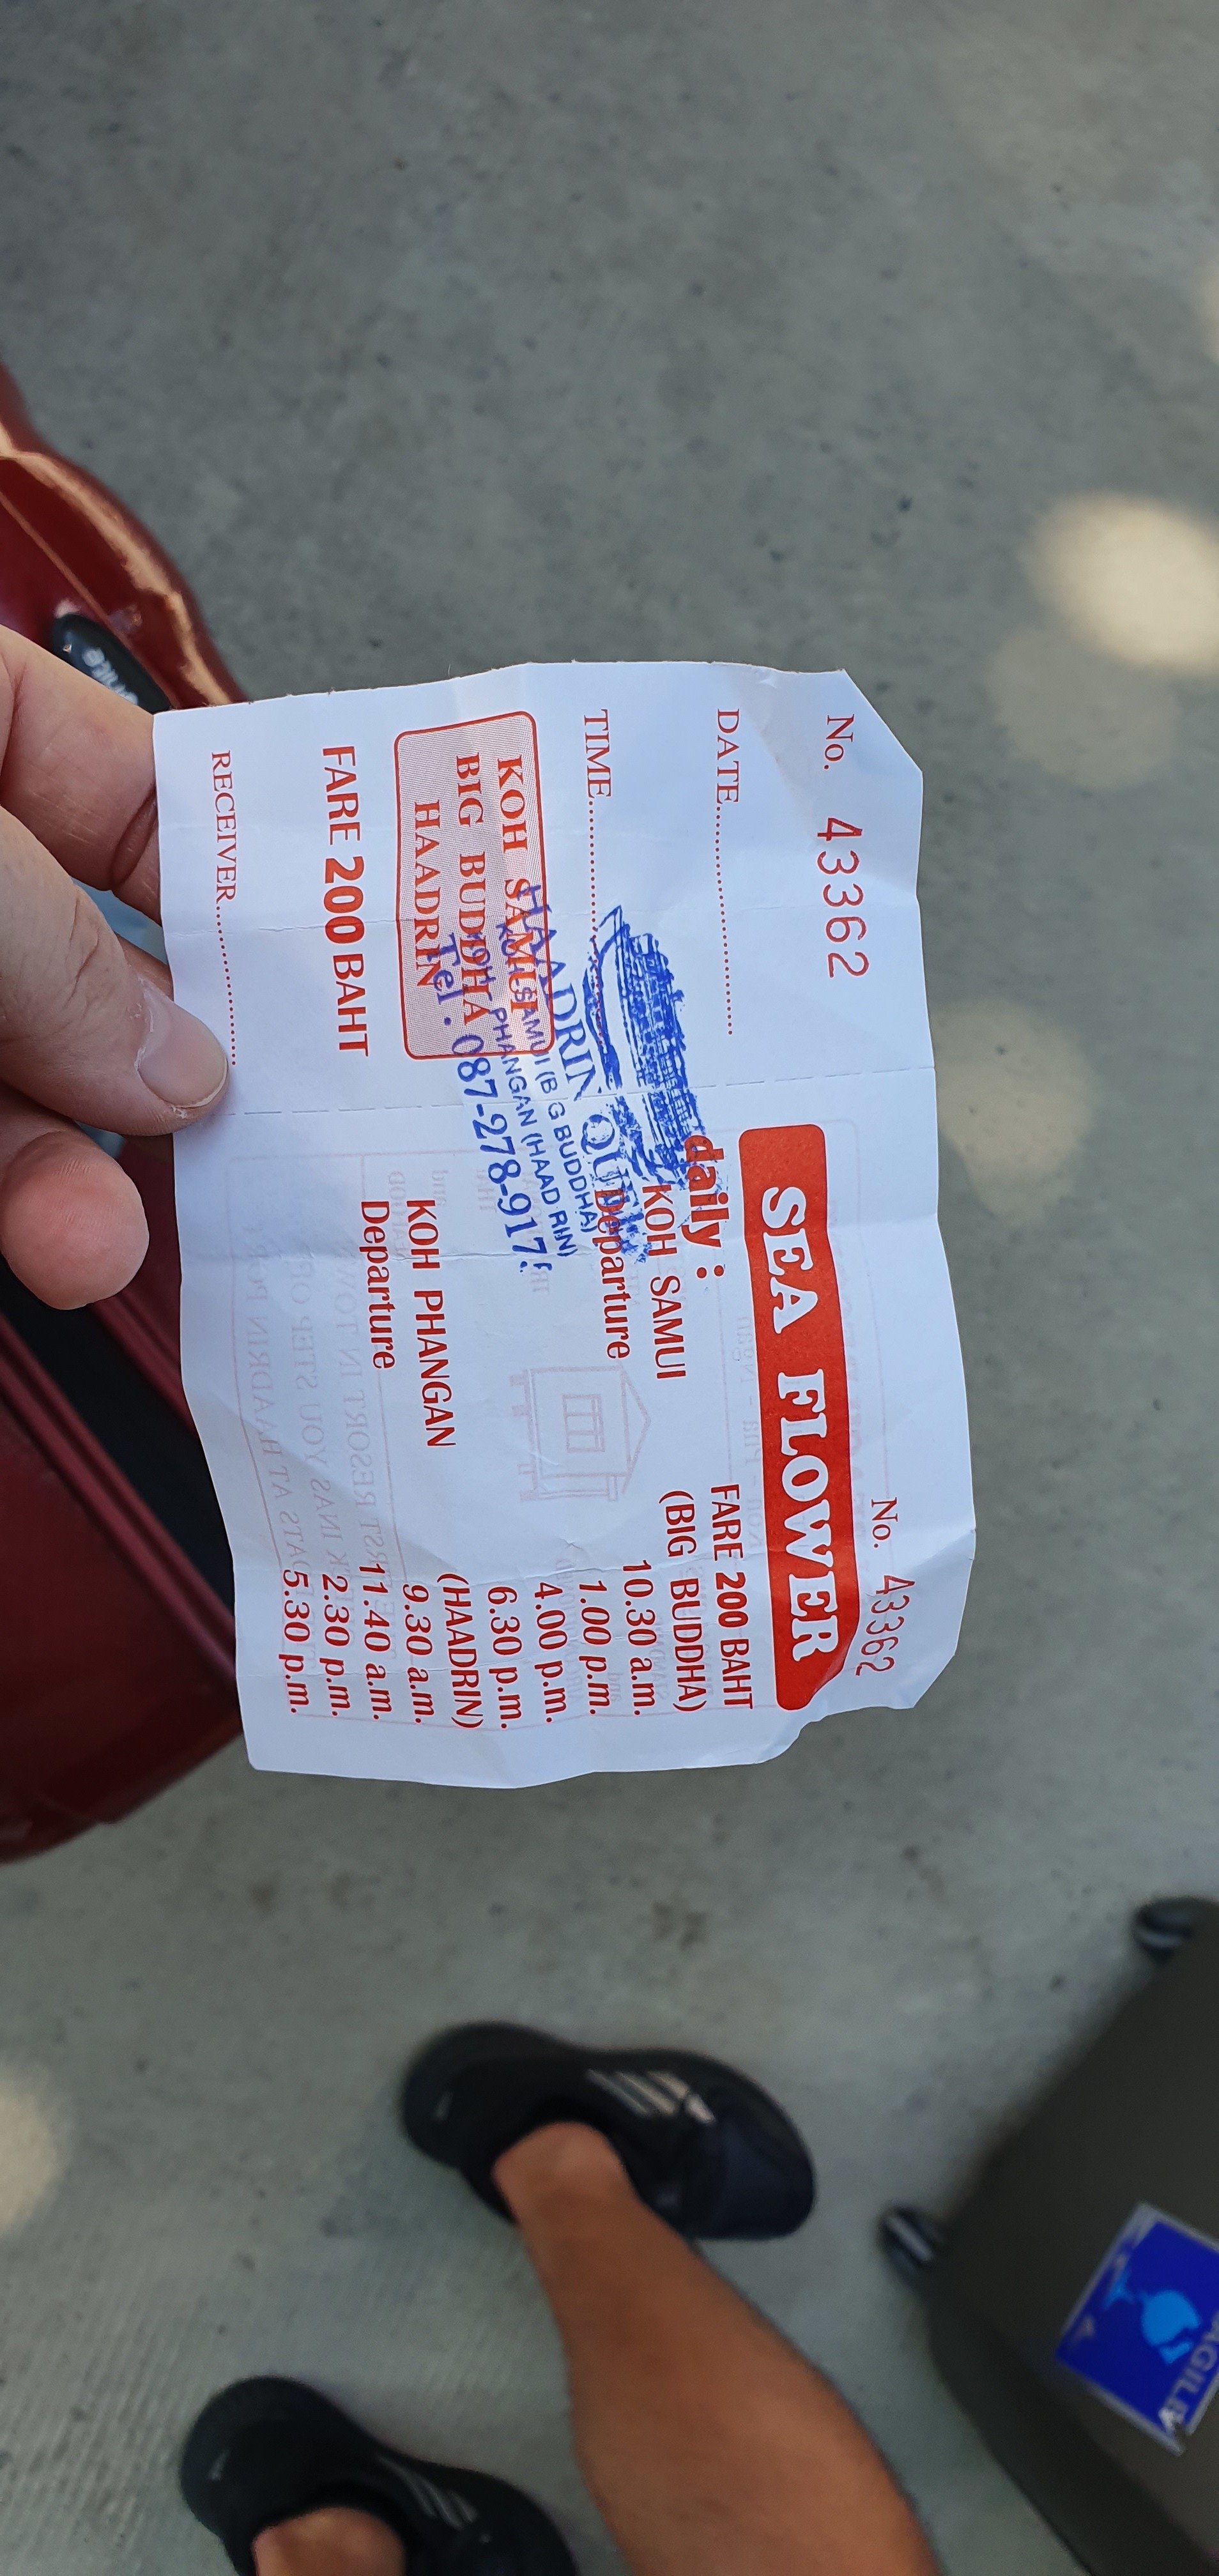 No. 43362
DATE
TIME
KOH SAMUI
BIG BUDDHA
HAADRIN
FARE 200 BAHT
RECEIVER
HAADRIN
KOH SAMUI (BIG BUDDHA)
KOH PHANGAN (HAAD RIN)
Tel. 087-278-917
No. 43362
SEA FLOWER
daily : FARE 200 BAHT
KOH SAMUI (BIG BUDDHA)
Departure 10.30 a.m.
1.00 p.m.
4.00 p.m.
6.30 p.m.
KOH PHANGAN (HAADRIN)
Departure 9.30 a.m.
11.40 a.m.
2.30 p.m.
5.30 p.m.